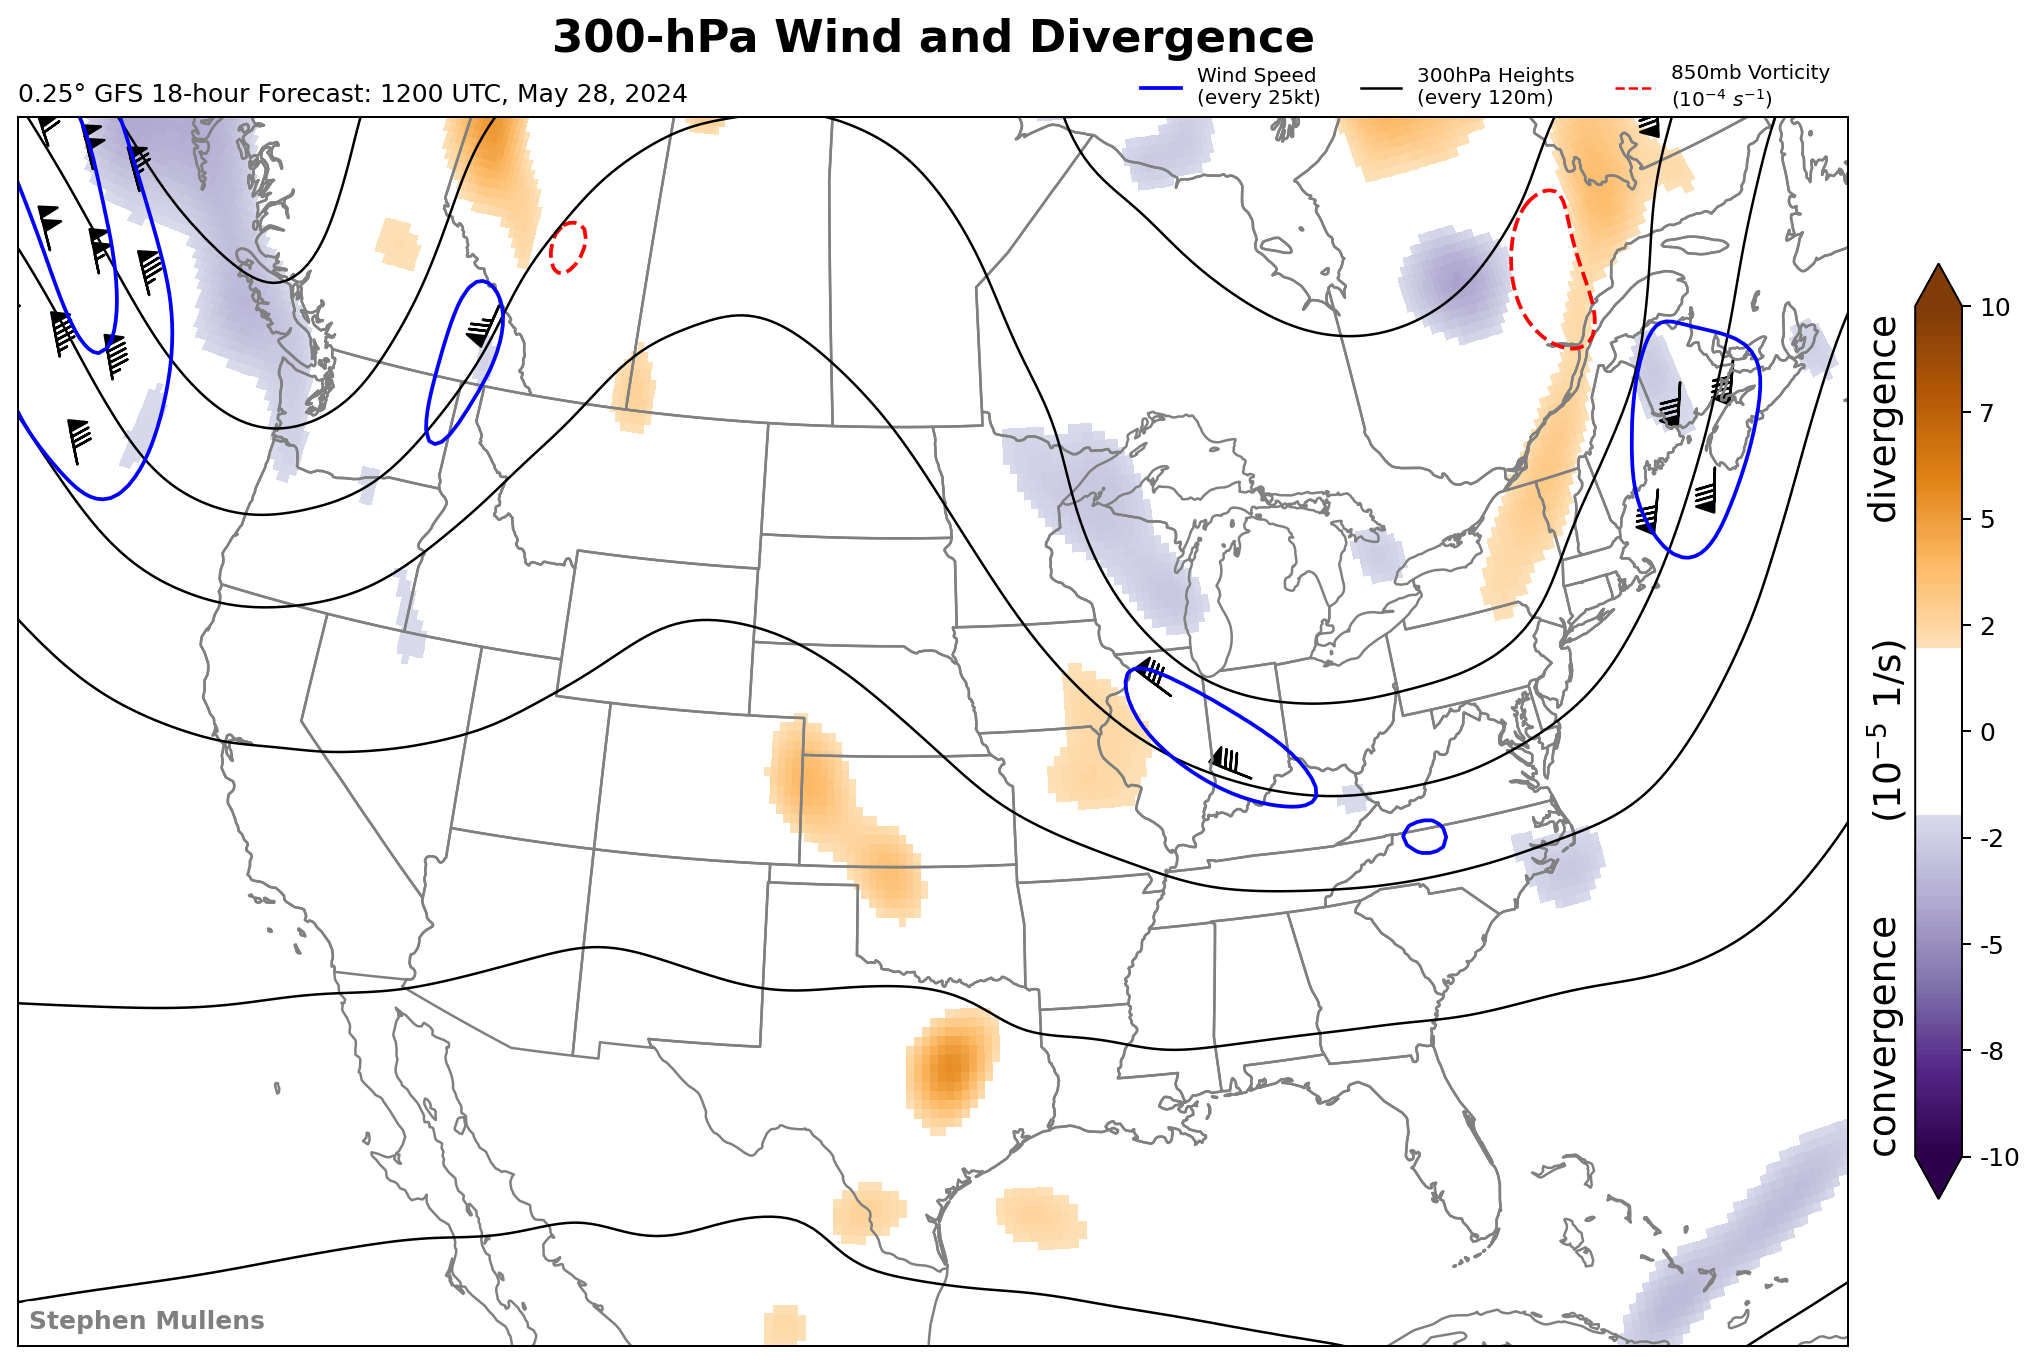 300-hPa Wind and Divergence
0.25° GFS 18-hour Forecast: 1200 UTC, May 28, 2024
Wind Speed
(every 25kt)
300hPa Heights
(every 120m)
850mb Vorticity
(10⁻⁴ s⁻¹)
10
7
5
2
0
-2
-5
-8
-10
convergence (10⁻⁵ 1/s) divergence
Stephen Mullens